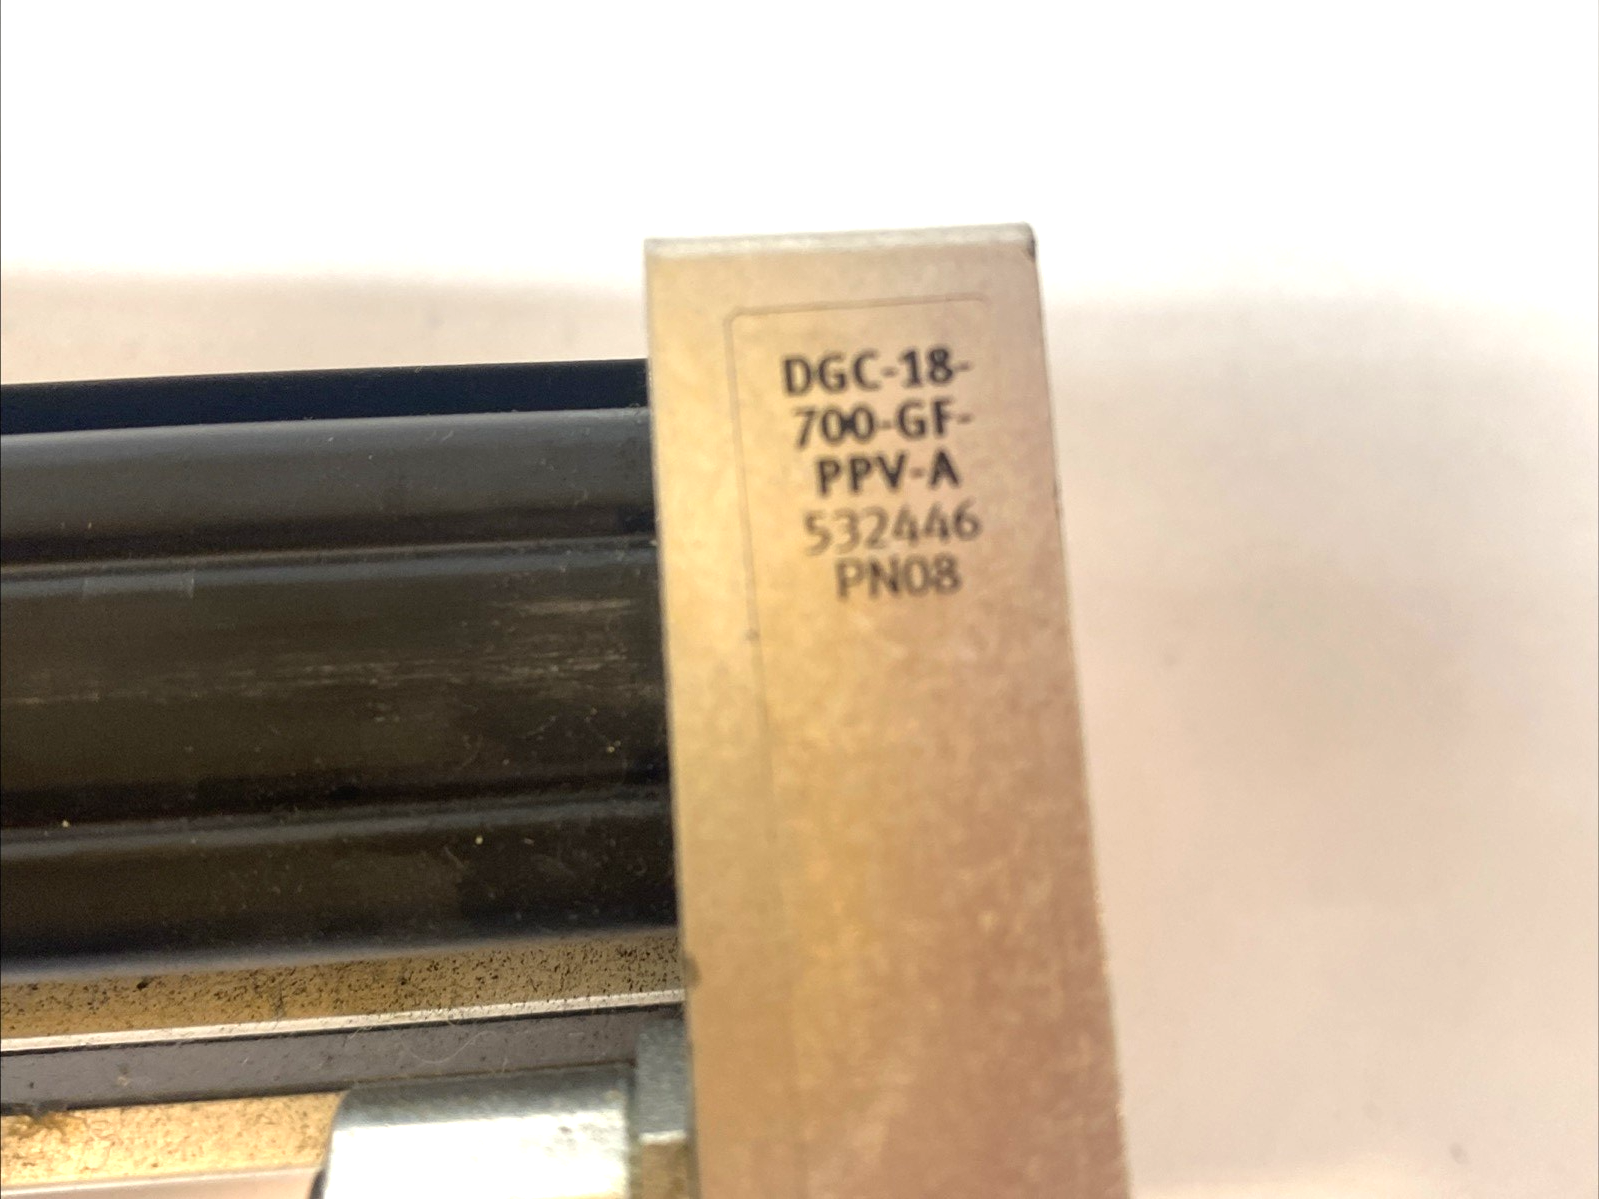 DGC-18-
700-GF-
PPV-A
532446
PN08